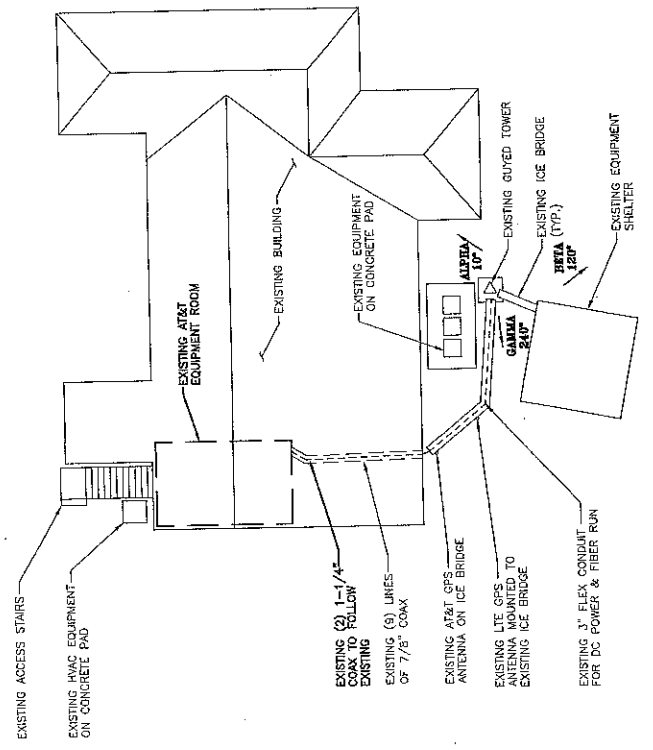 EXISTING ACCESS STAIRS
EXISTING HVAC EQUIPMENT
ON CONCRETE PAD
EXISTING AT&T
EQUIPMENT ROOM
EXISTING BUILDING
EXISTING EQUIPMENT
ON CONCRETE PAD
ALPHA
10°
EXISTING GUYED TOWER
EXISTING ICE BRIDGE
(TYP.)
BETA
120°
GAMMA
240°
EXISTING EQUIPMENT
SHELTER
EXISTING (2) 1-1/4"
COAX TO FOLLOW
EXISTING
EXISTING (9) LINES
OF 7/8" COAX
EXISTING AT&T GPS
ANTENNA ON ICE BRIDGE
EXISTING LTE GPS
ANTENNA MOUNTED TO
EXISTING ICE BRIDGE
EXISTING 3" FLEX CONDUIT
FOR DC POWER & FIBER RUN